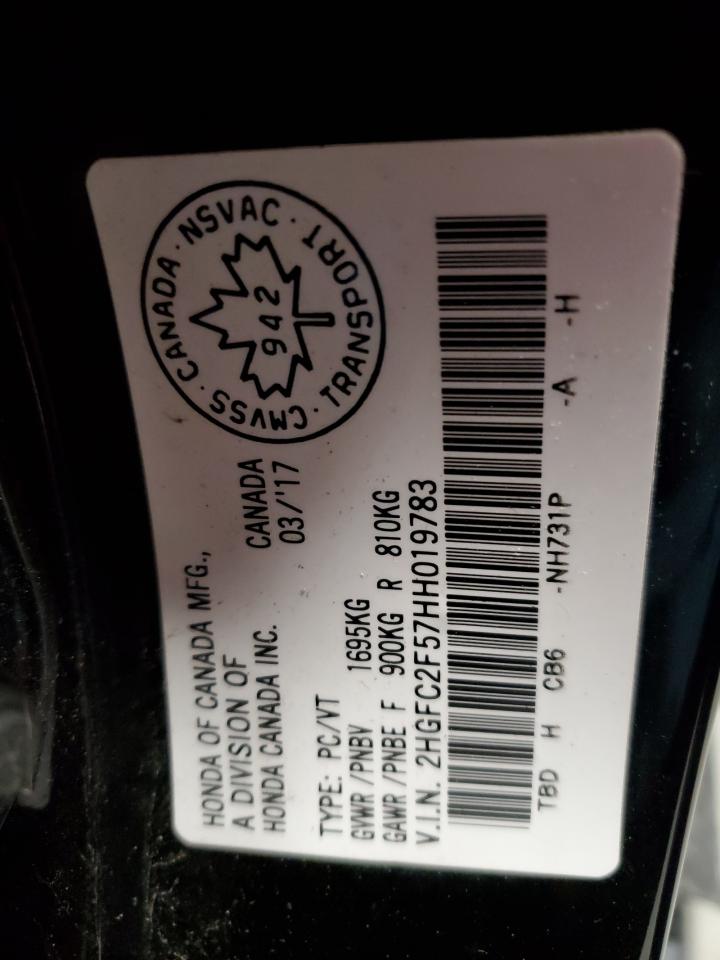 HONDA OF CANADA MFG.,
A DIVISION OF
HONDA CANADA INC.
CANADA
03/'17
CMVSS · CANADA · NSVAC ·
TRANSPORT ·
942
TYPE: PC/VT
GVWR /PNBV 1695KG
GAWR /PNBE F 900KG R 810KG
V.I.N. 2HGFC2F57HH019783
TBD H CB6 -NH731P -A -H